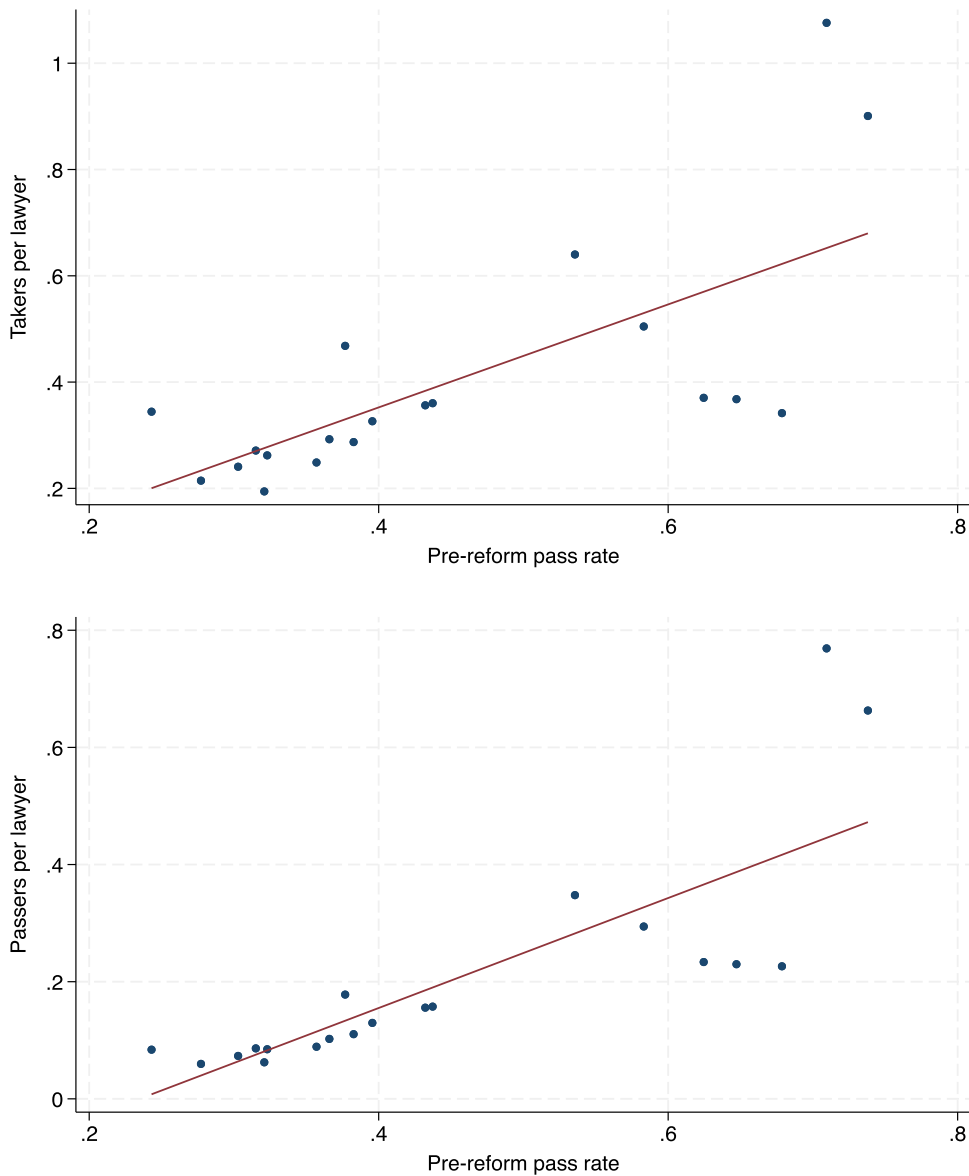 Takers per lawyer
1
.8
.6
.4
.2
.2 .4 .6 .8
Pre-reform pass rate
Passers per lawyer
.8
.6
.4
.2
0
.2 .4 .6 .8
Pre-reform pass rate